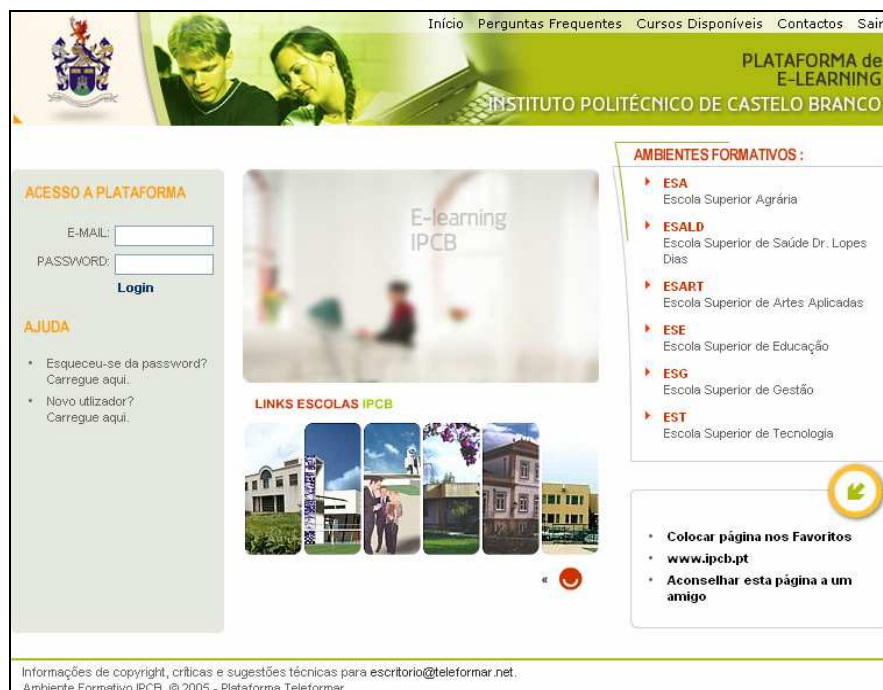 Início Perguntas Frequentes Cursos Disponíveis Contactos Sair
PLATAFORMA de
E-LEARNING
INSTITUTO POLITÉCNICO DE CASTELO BRANCO
ACESSO A PLATAFORMA
E-MAIL:
PASSWORD:
Login
AJUDA
• Esqueceu-se da password?
Carregue aqui.
• Novo utlizador?
Carregue aqui.
E-learning
IPCB
LINKS ESCOLAS IPCB
«
AMBIENTES FORMATIVOS :
ESA
Escola Superior Agrária
ESALD
Escola Superior de Saúde Dr. Lopes
Dias
ESART
Escola Superior de Artes Aplicadas
ESE
Escola Superior de Educação
ESG
Escola Superior de Gestão
EST
Escola Superior de Tecnologia
• Colocar página nos Favoritos
• www.ipcb.pt
• Aconselhar esta página a um
amigo
Informações de copyright, críticas e sugestões técnicas para escritorio@teleformar.net.
Ambiente Formativo IPCB, © 2005 - Plataforma Teleformar